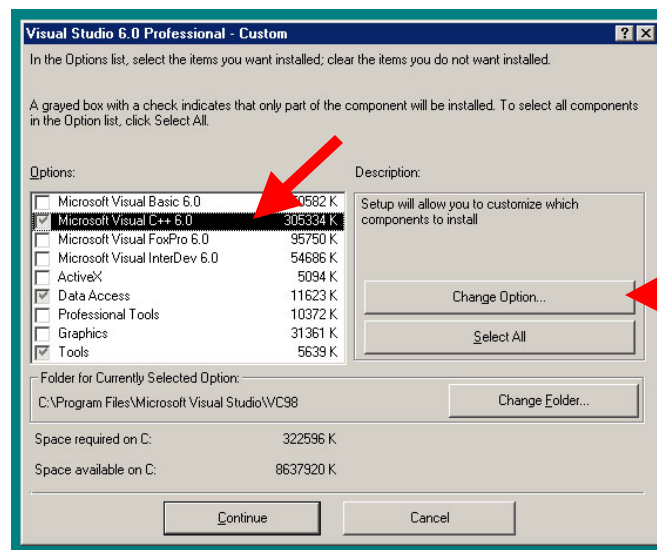 Visual Studio 6.0 Professional - Custom
In the Options list, select the items you want installed; clear the items you do not want installed.
A grayed box with a check indicates that only part of the component will be installed. To select all components
in the Option list, click Select All.
Options:
Description:
Microsoft Visual Basic 6.0 0582 K
Microsoft Visual C++ 6.0 305334 K
Microsoft Visual FoxPro 6.0 95750 K
Microsoft Visual InterDev 6.0 54686 K
ActiveX 5094 K
Data Access 11623 K
Professional Tools 10372 K
Graphics 31361 K
Tools 5639 K
Setup will allow you to customize which
components to install
Change Option...
Select All
Folder for Currently Selected Option:
C:\Program Files\Microsoft Visual Studio\VC98
Change Folder...
Space required on C: 322596 K
Space available on C: 8637920 K
Continue
Cancel